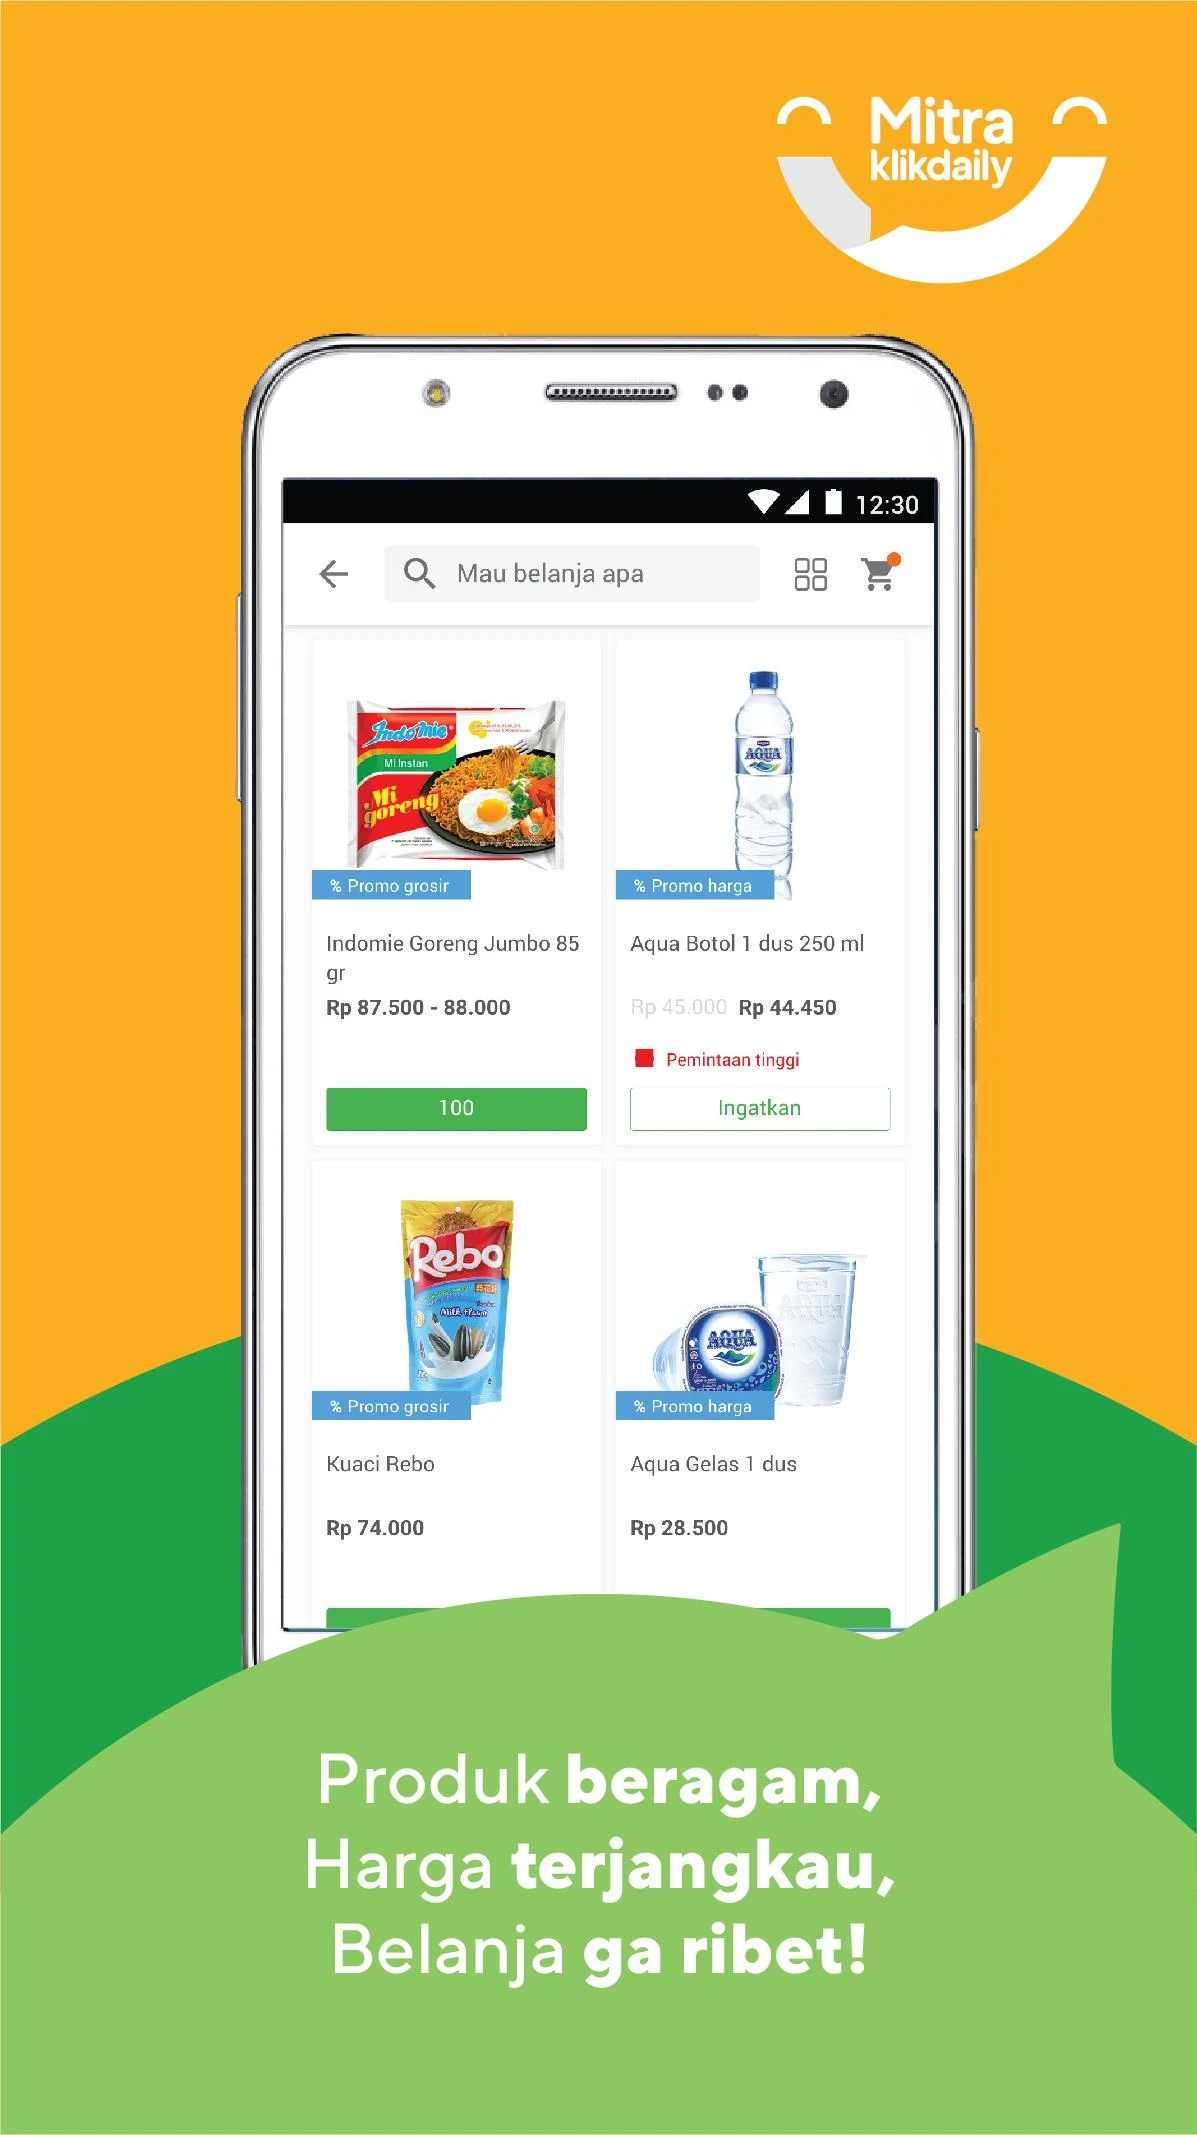 Mitra
klikdaily
12:30
Mau belanja apa
Indomie
Mi Instan
Mi
goreng
AQUA
% Promo grosir
% Promo harga
Indomie Goreng Jumbo 85
gr
Aqua Botol 1 dus 250 ml
Rp 87.500 - 88.000
Rp 45.000 Rp 44.450
Pemintaan tinggi
100
Ingatkan
Rebo
Milk Flavor
AQUA
AQUA
% Promo grosir
% Promo harga
Kuaci Rebo
Aqua Gelas 1 dus
Rp 74.000
Rp 28.500
Produk beragam,
Harga terjangkau,
Belanja ga ribet!